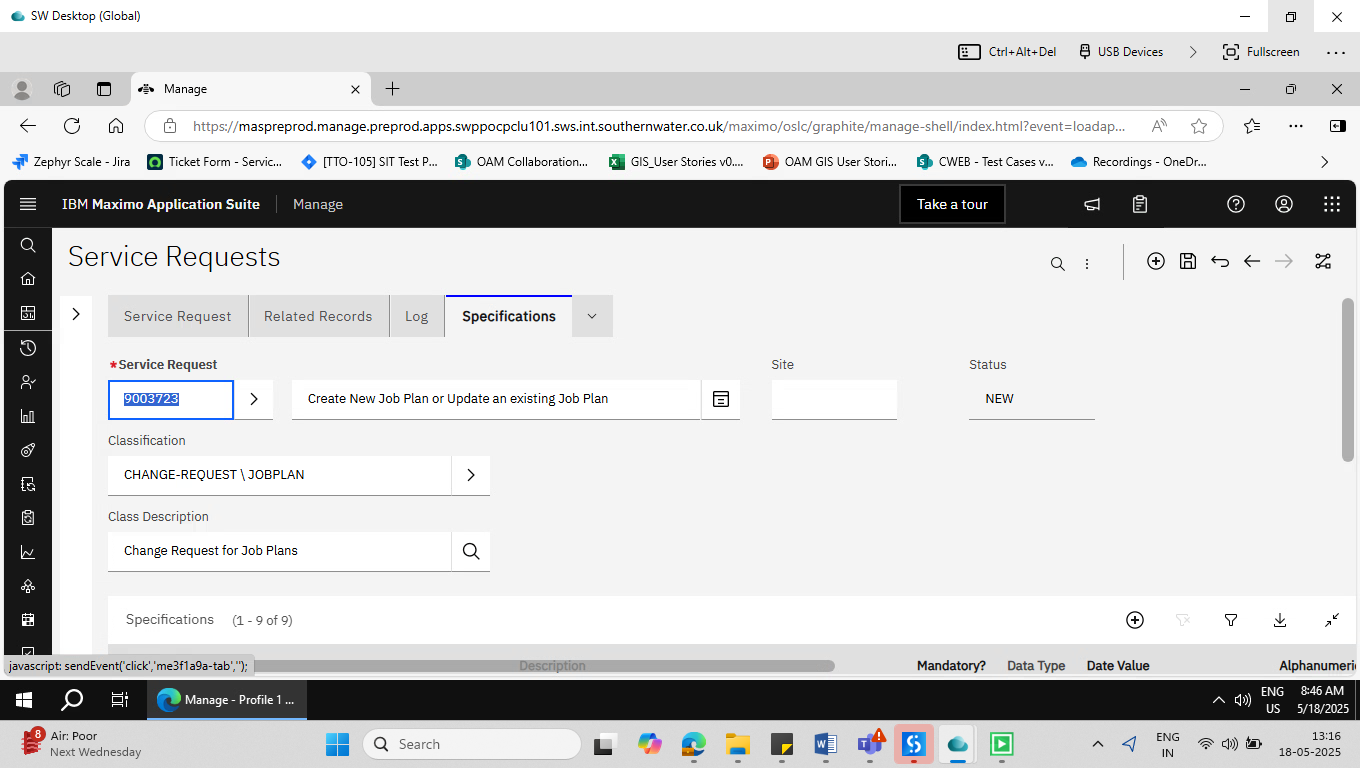 SW Desktop (Global)
Ctrl+Alt+Del USB Devices Fullscreen
Manage
https://maspreprod.manage.preprod.apps.swppocpclu101.sws.int.southernwater.co.uk/maximo/oslc/graphite/manage-shell/index.html?event=loadap...
Zephyr Scale - Jira Ticket Form - Servic... [TTO-105] SIT Test P... OAM Collaboration... GIS_User Stories v0.... OAM GIS User Stori... CWEB - Test Cases v... Recordings - OneDr...
IBM Maximo Application Suite Manage Take a tour
Service Requests
Service Request Related Records Log Specifications
*Service Request Site Status
9003723 Create New Job Plan or Update an existing Job Plan NEW
Classification
CHANGE-REQUEST \ JOBPLAN
Class Description
Change Request for Job Plans
Specifications (1 - 9 of 9)
javascript: sendEvent('click','me3f1a9a-tab',''); Description Mandatory? Data Type Date Value Alphanumeri
Manage - Profile 1 ... ENG US 8:46 AM 5/18/2025
8 Air: Poor
Next Wednesday
Search ENG IN 13:16 18-05-2025